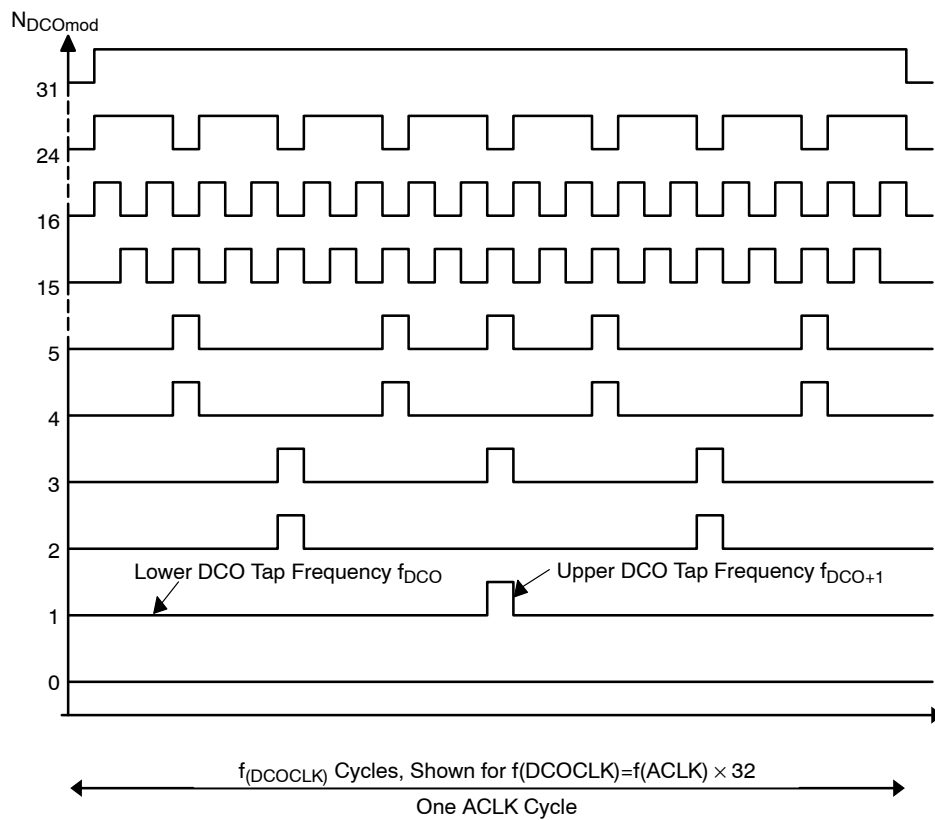 NDCOmod
31
24
16
15
5
4
3
2
Lower DCO Tap Frequency fDCO
Upper DCO Tap Frequency fDCO+1
1
0
f(DCOCLK) Cycles, Shown for f(DCOCLK)=f(ACLK) × 32
One ACLK Cycle